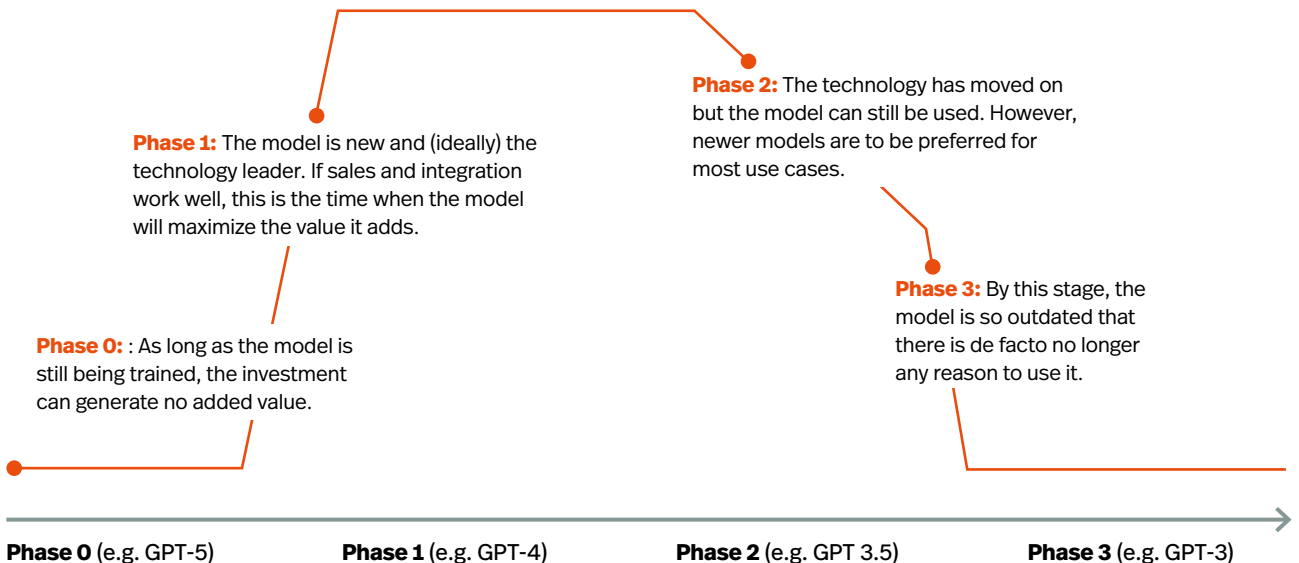 Phase 2: The technology has moved on
but the model can still be used. However,
newer models are to be preferred for
most use cases.
Phase 1: The model is new and (ideally) the
technology leader. If sales and integration
work well, this is the time when the model
will maximize the value it adds.
Phase 3: By this stage, the
model is so outdated that
there is de facto no longer
any reason to use it.
Phase 0: : As long as the model is
still being trained, the investment
can generate no added value.
Phase 0 (e.g. GPT-5)
Phase 1 (e.g. GPT-4)
Phase 2 (e.g. GPT 3.5)
Phase 3 (e.g. GPT-3)